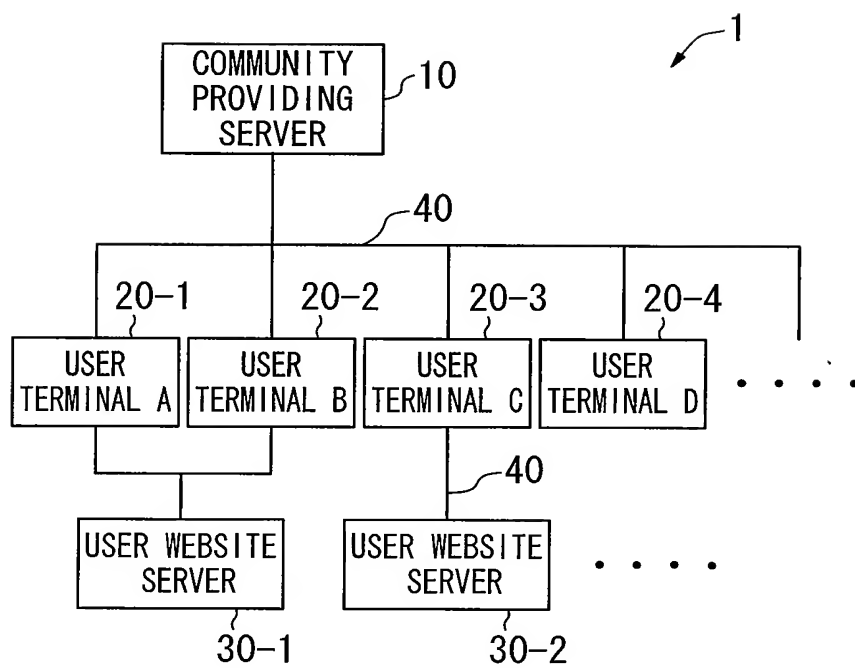 1
COMMUNITY
PROVIDING
SERVER
10
40
20-1
20-2
20-3
20-4
USER
TERMINAL A
USER
TERMINAL B
USER
TERMINAL C
USER
TERMINAL D
40
USER WEBSITE
SERVER
USER WEBSITE
SERVER
30-1
30-2